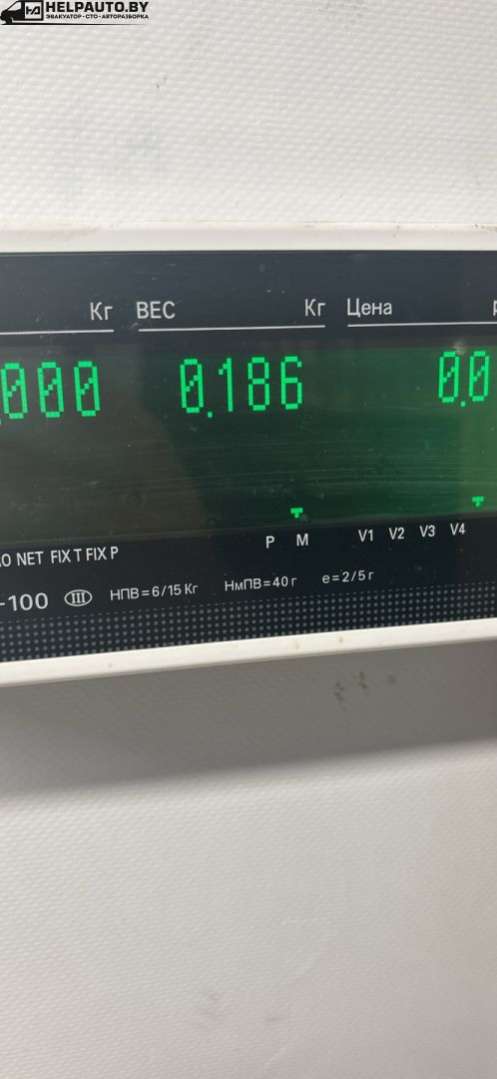 HELPAUTO.BY
ЭВАКУАТОР-СТО-АВТОРАЗБОРКА
Кг ВЕС Кг Цена
.000 0.186 0.0
P M V1 V2 V3 V4
NET FIX T FIX P
-100 III НПВ=6/15 Кг НмПВ=40 г e=2/5 г